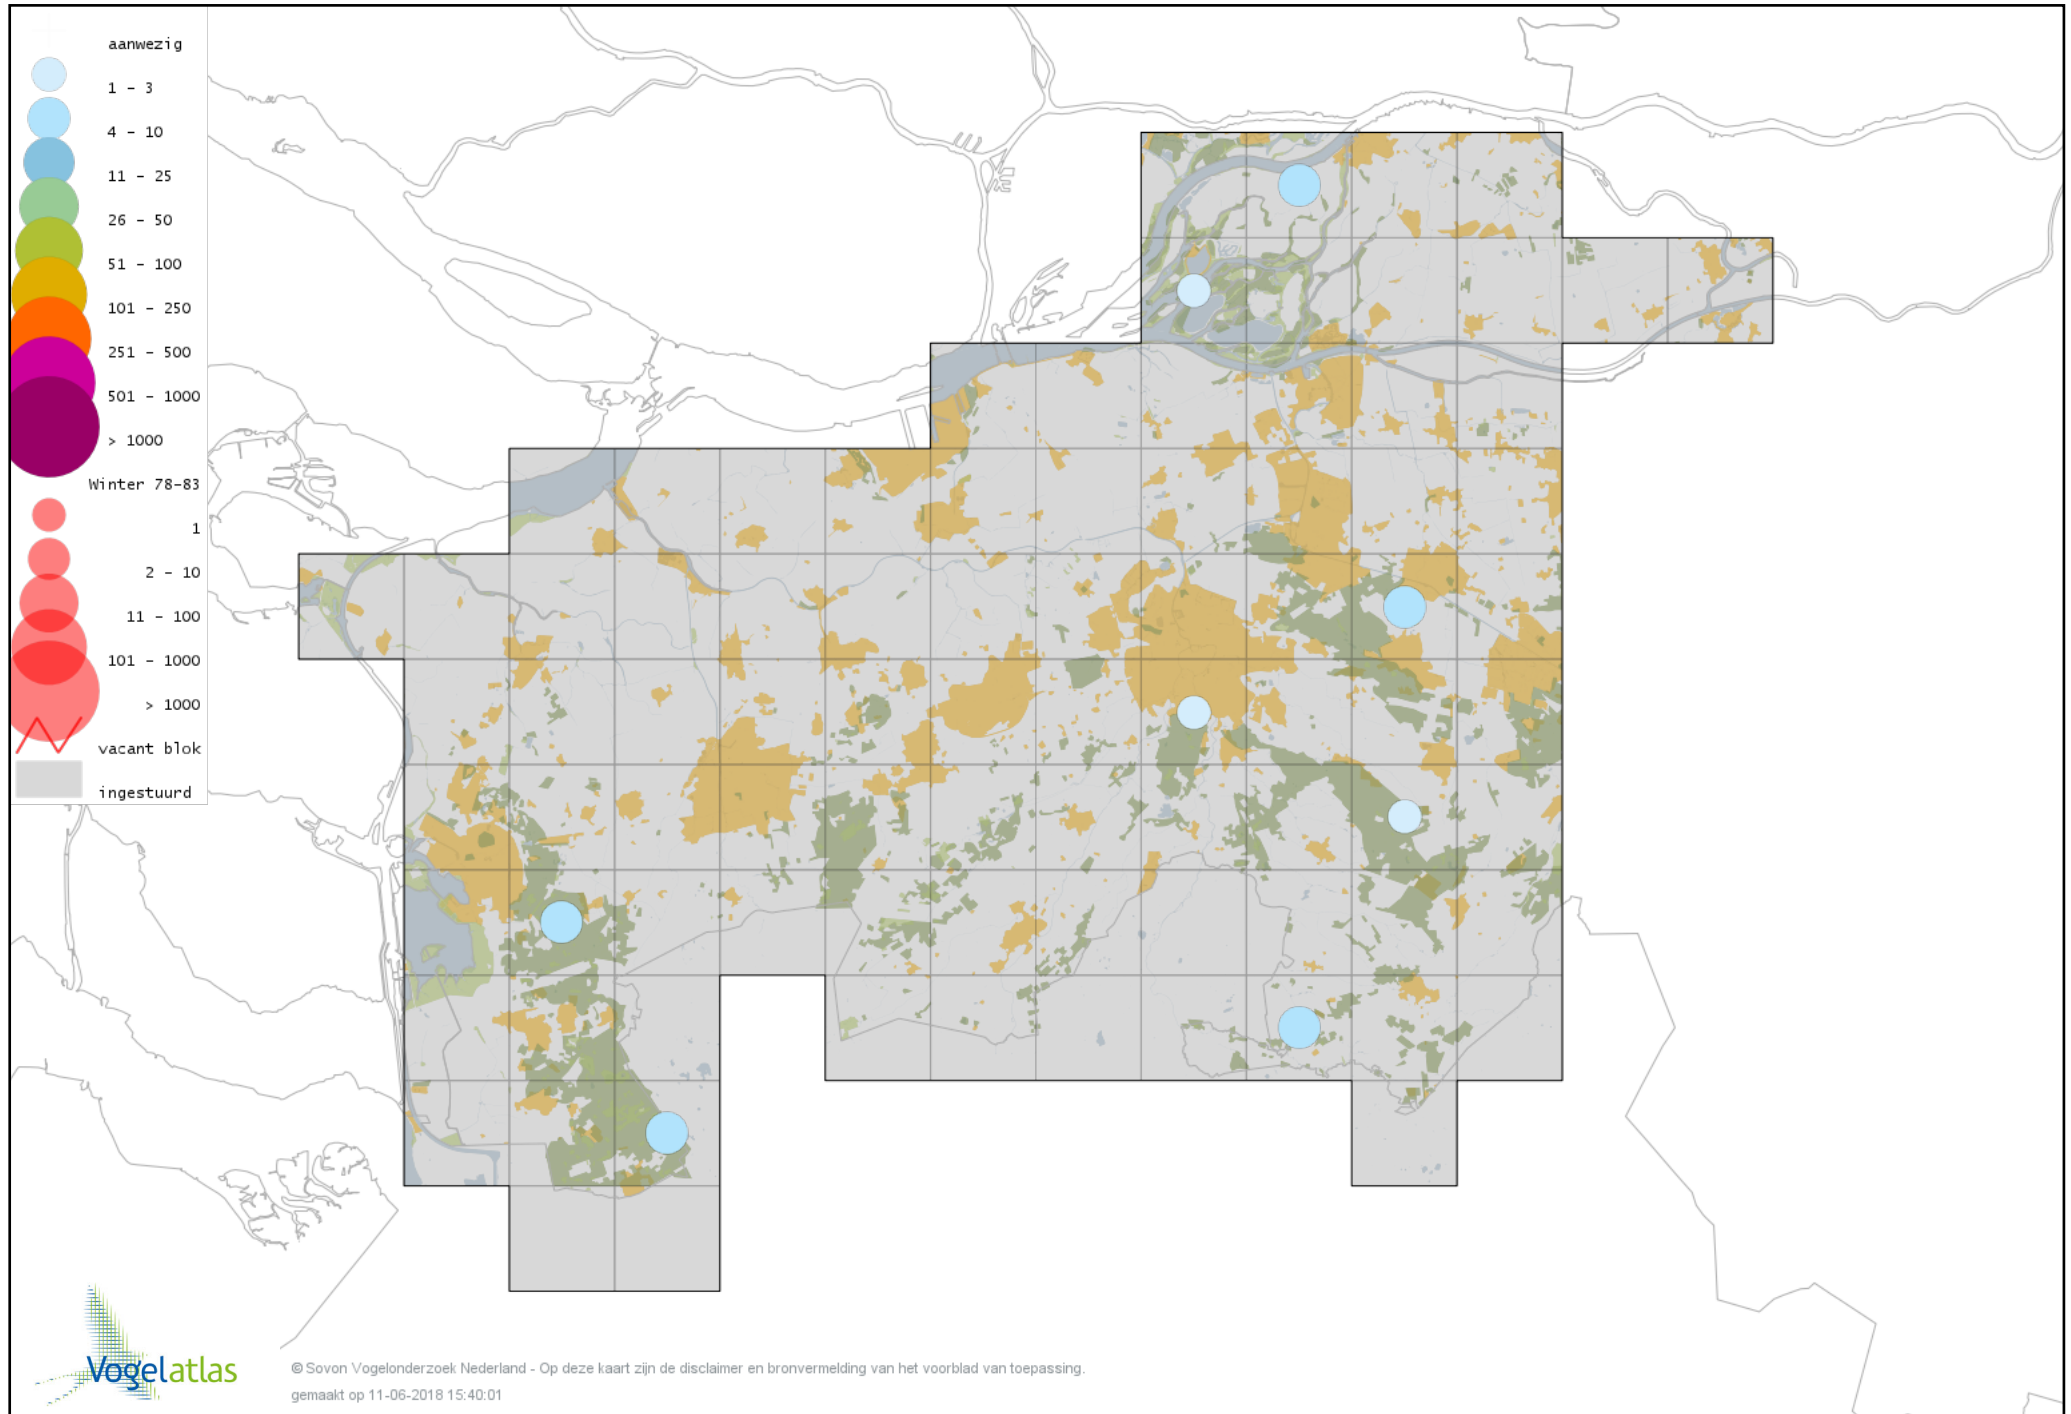 aanwezig
1 - 3
4 - 10
11 - 25
26 - 50
51 - 100
101 - 250
251 - 500
501 - 1000
> 1000
Winter 78-83
1
2 - 10
11 - 100
101 - 1000
> 1000
vacant blok
ingestuurd
Vogelatlas
© Sovon Vogelonderzoek Nederland - Op deze kaart zijn de disclaimer en bronvermelding van het voorblad van toepassing.
gemaakt op 11-06-2018 15:40:01